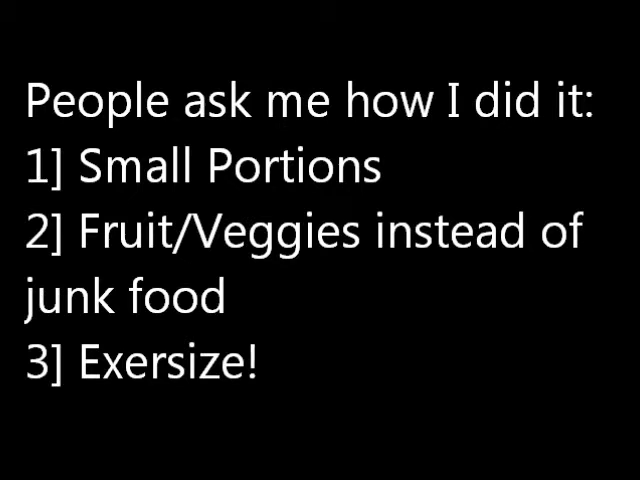 People ask me how I did it:
1] Small Portions
2] Fruit/Veggies instead of
junk food
3] Exersize!